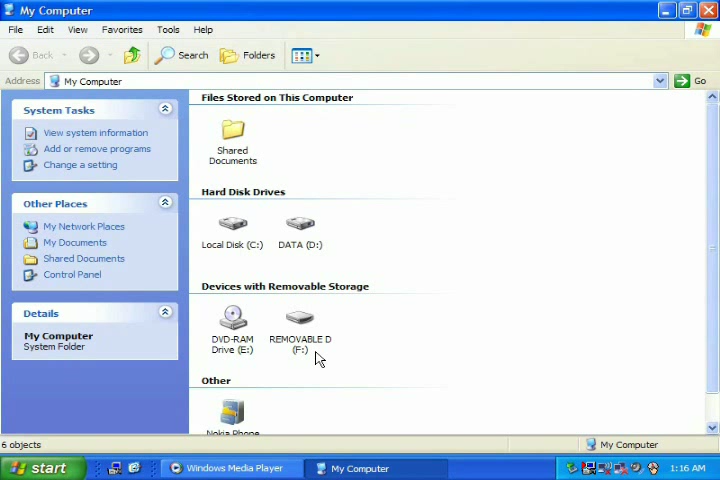 My Computer
File Edit View Favorites Tools Help
Back Search Folders
Address My Computer Go
System Tasks
View system information
Add or remove programs
Change a setting
Other Places
My Network Places
My Documents
Shared Documents
Control Panel
Details
My Computer
System Folder
Files Stored on This Computer
Shared
Documents
Hard Disk Drives
Local Disk (C:) DATA (D:)
Devices with Removable Storage
DVD-RAM REMOVABLE D
Drive (E:) (F:)
Other
Nokia Phone
6 objects My Computer
start Windows Media Player My Computer 1:16 AM